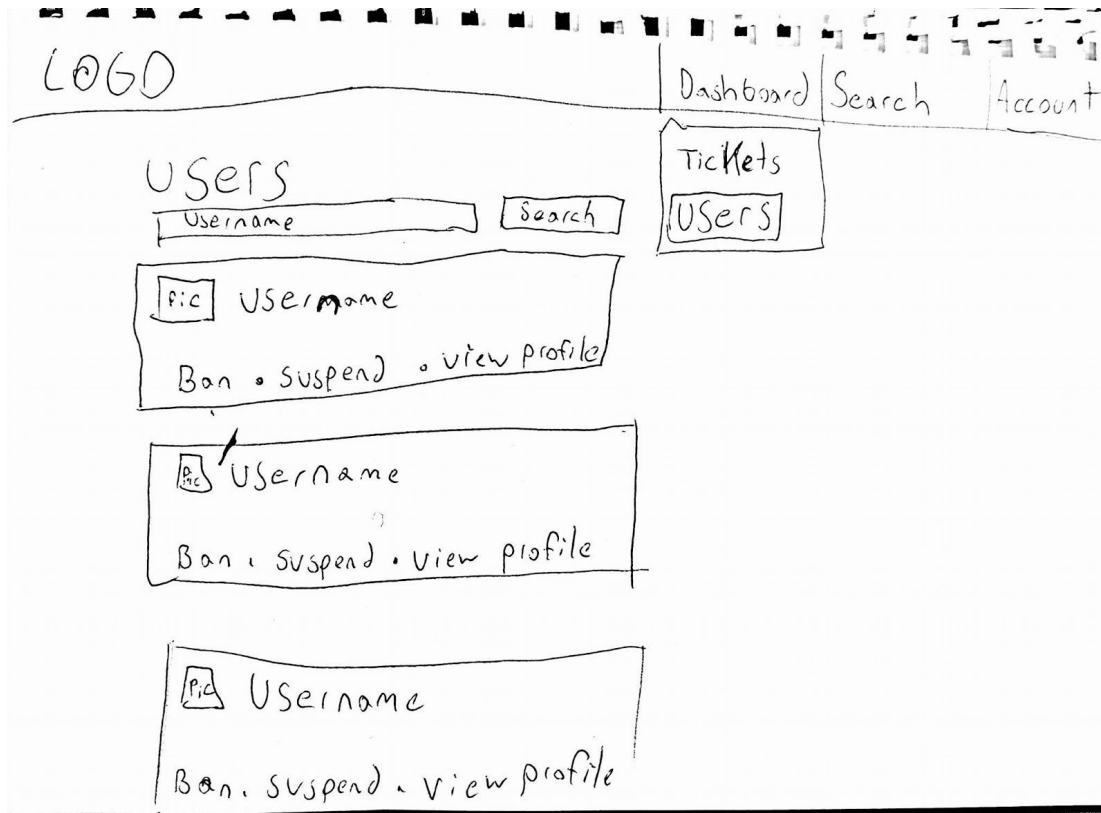 LOGO
Dashboard
Search
Account
Tickets
Users
Users
Username
Search
Pic Username
Ban • suspend • view profile
Pic Username
Ban • suspend • view profile
Pic Username
Ban • suspend • view profile